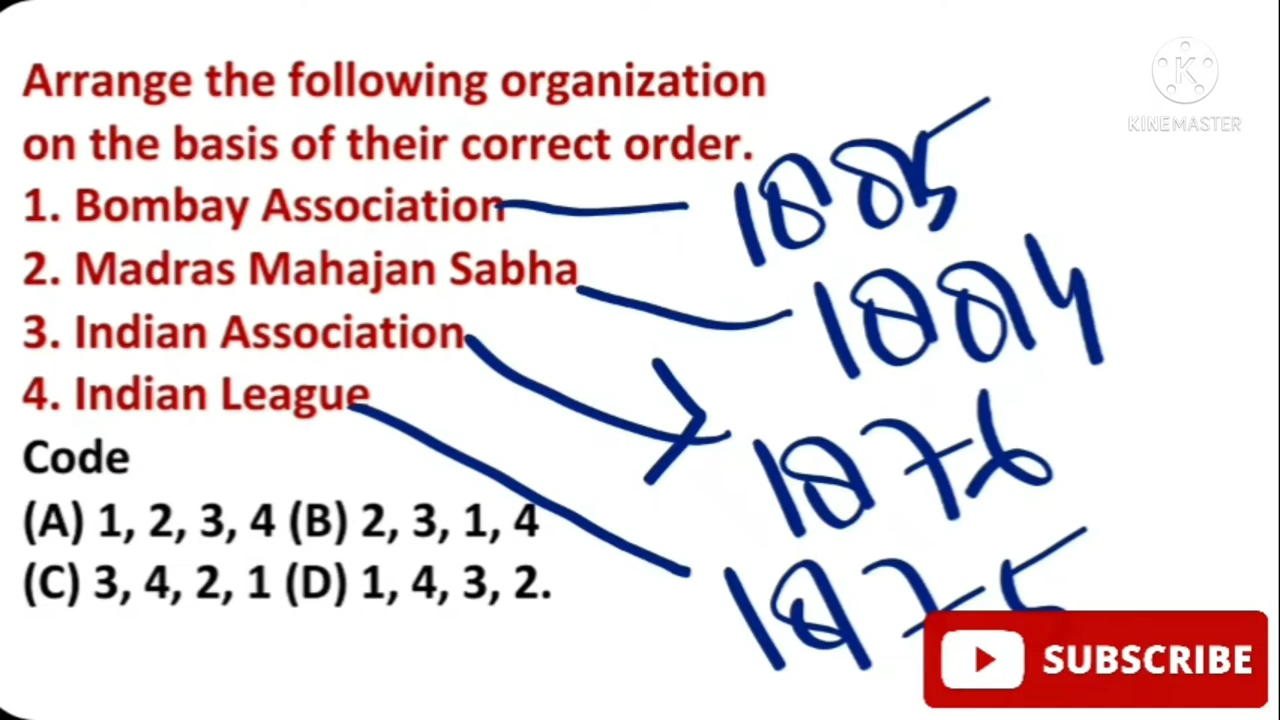 Arrange the following organization
KINEMASTER
on the basis of their correct order.
1. Bombay Association
1885
2. Madras Mahajan Sabha
1884
3. Indian Association
1876
4. Indian League
1875
Code
(A) 1, 2, 3, 4 (B) 2, 3, 1, 4
(C) 3, 4, 2, 1 (D) 1, 4, 3, 2.
SUBSCRIBE